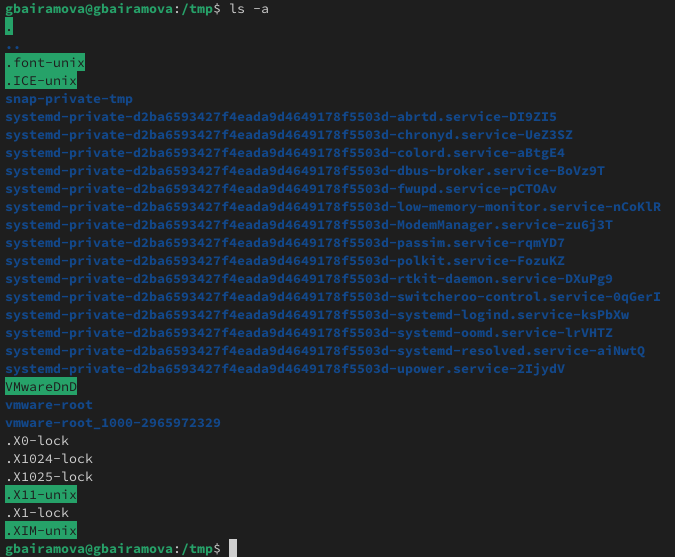 gbairamova@gbairamova:/tmp$ ls -a
.
..
.font-unix
.ICE-unix
snap-private-tmp
systemd-private-d2ba6593427f4eada9d4649178f5503d-abrtd.service-DI9ZI5
systemd-private-d2ba6593427f4eada9d4649178f5503d-chronyd.service-UeZ3SZ
systemd-private-d2ba6593427f4eada9d4649178f5503d-colord.service-aBtgE4
systemd-private-d2ba6593427f4eada9d4649178f5503d-dbus-broker.service-BoVz9T
systemd-private-d2ba6593427f4eada9d4649178f5503d-fwupd.service-pCTOAv
systemd-private-d2ba6593427f4eada9d4649178f5503d-low-memory-monitor.service-nCoKlR
systemd-private-d2ba6593427f4eada9d4649178f5503d-ModemManager.service-zu6j3T
systemd-private-d2ba6593427f4eada9d4649178f5503d-passim.service-rqmYD7
systemd-private-d2ba6593427f4eada9d4649178f5503d-polkit.service-FozuKZ
systemd-private-d2ba6593427f4eada9d4649178f5503d-rtkit-daemon.service-DXuPg9
systemd-private-d2ba6593427f4eada9d4649178f5503d-switcheroo-control.service-0qGerI
systemd-private-d2ba6593427f4eada9d4649178f5503d-systemd-logind.service-ksPbXw
systemd-private-d2ba6593427f4eada9d4649178f5503d-systemd-oomd.service-lrVHTZ
systemd-private-d2ba6593427f4eada9d4649178f5503d-systemd-resolved.service-aiNwtQ
systemd-private-d2ba6593427f4eada9d4649178f5503d-upower.service-2IjydV
VMwareDnD
vmware-root
vmware-root_1000-2965972329
.X0-lock
.X1024-lock
.X1025-lock
.X11-unix
.X1-lock
.XIM-unix
gbairamova@gbairamova:/tmp$